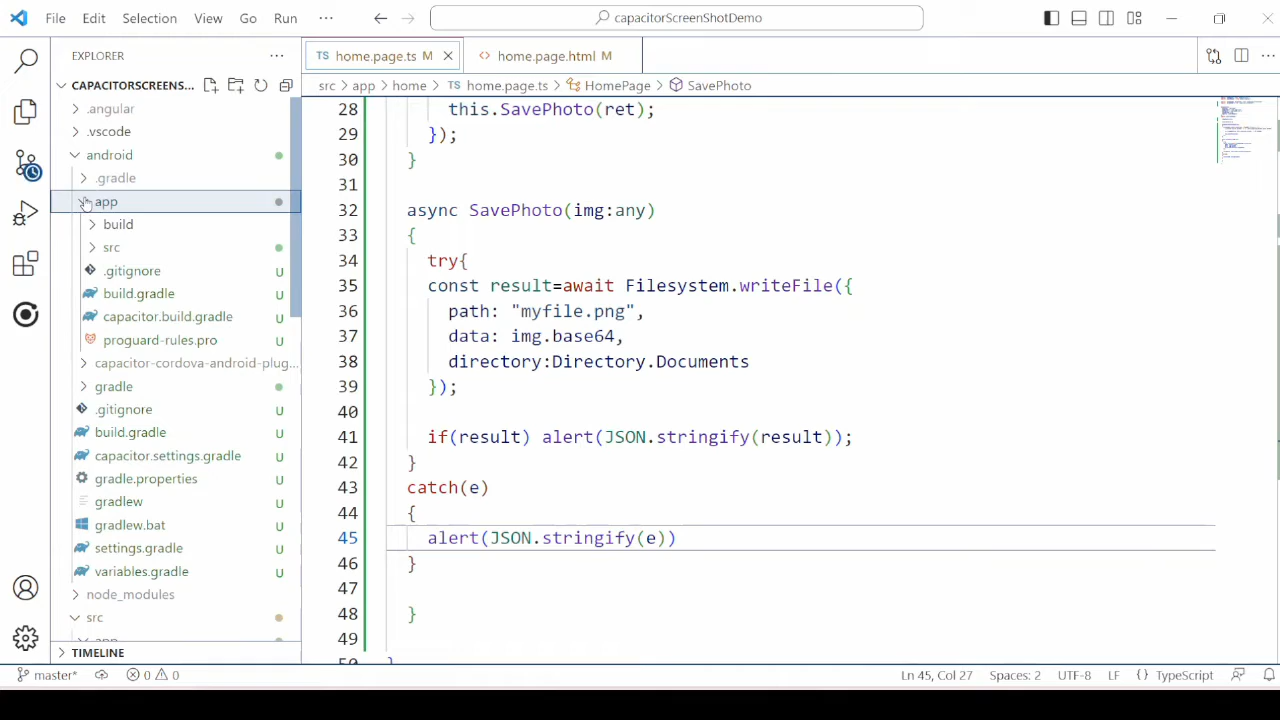 File Edit Selection View Go Run ··· capacitorScreenShotDemo
EXPLORER ···
CAPACITORSCREENS...
.angular
.vscode
android
.gradle
app
build
src
.gitignore U
build.gradle U
capacitor.build.gradle U
proguard-rules.pro U
capacitor-cordova-android-plug...
gradle
.gitignore U
build.gradle U
capacitor.settings.gradle U
gradle.properties U
gradlew U
gradlew.bat U
settings.gradle U
variables.gradle U
node_modules
src
app
TIMELINE
TS home.page.ts M home.page.html M
src > app > home > TS home.page.ts > HomePage > SavePhoto
28 this.SavePhoto(ret);
29 });
30 }
31
32 async SavePhoto(img:any)
33 {
34 try{
35 const result=await Filesystem.writeFile({
36 path: "myfile.png",
37 data: img.base64,
38 directory:Directory.Documents
39 });
40
41 if(result) alert(JSON.stringify(result));
42 }
43 catch(e)
44 {
45 alert(JSON.stringify(e))
46 }
47
48 }
49
50 }
master* 0 0 Ln 45, Col 27 Spaces: 2 UTF-8 LF {} TypeScript